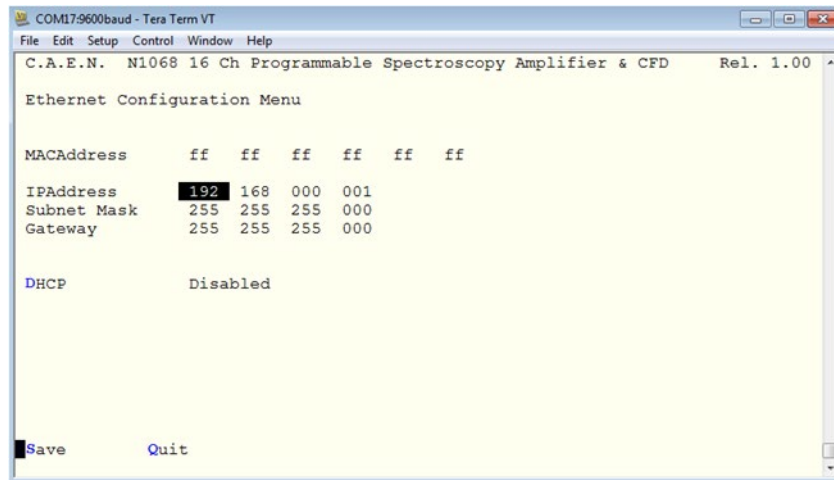 COM17:9600baud - Tera Term VT
File Edit Setup Control Window Help
C.A.E.N. N1068 16 Ch Programmable Spectroscopy Amplifier & CFD Rel. 1.00
Ethernet Configuration Menu
MACAddress ff ff ff ff ff ff
IPAddress 192 168 000 001
Subnet Mask 255 255 255 000
Gateway 255 255 255 000
DHCP Disabled
Save Quit